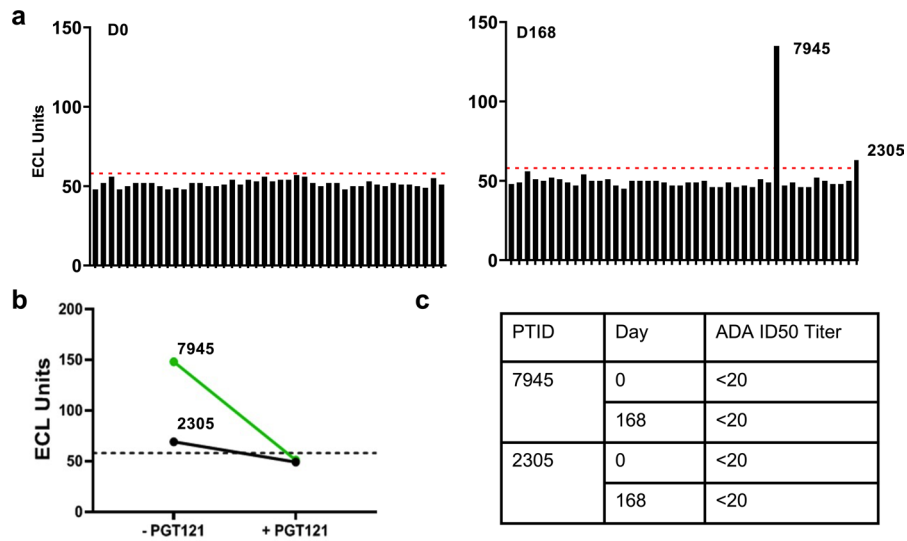 a
D0
150
100
50
0
ECL Units
D168
150
100
50
0
7945
2305
b
200
150
100
50
0
ECL Units
7945
2305
- PGT121
+ PGT121
c
PTID Day ADA ID50 Titer
7945 0 <20
168 <20
2305 0 <20
168 <20